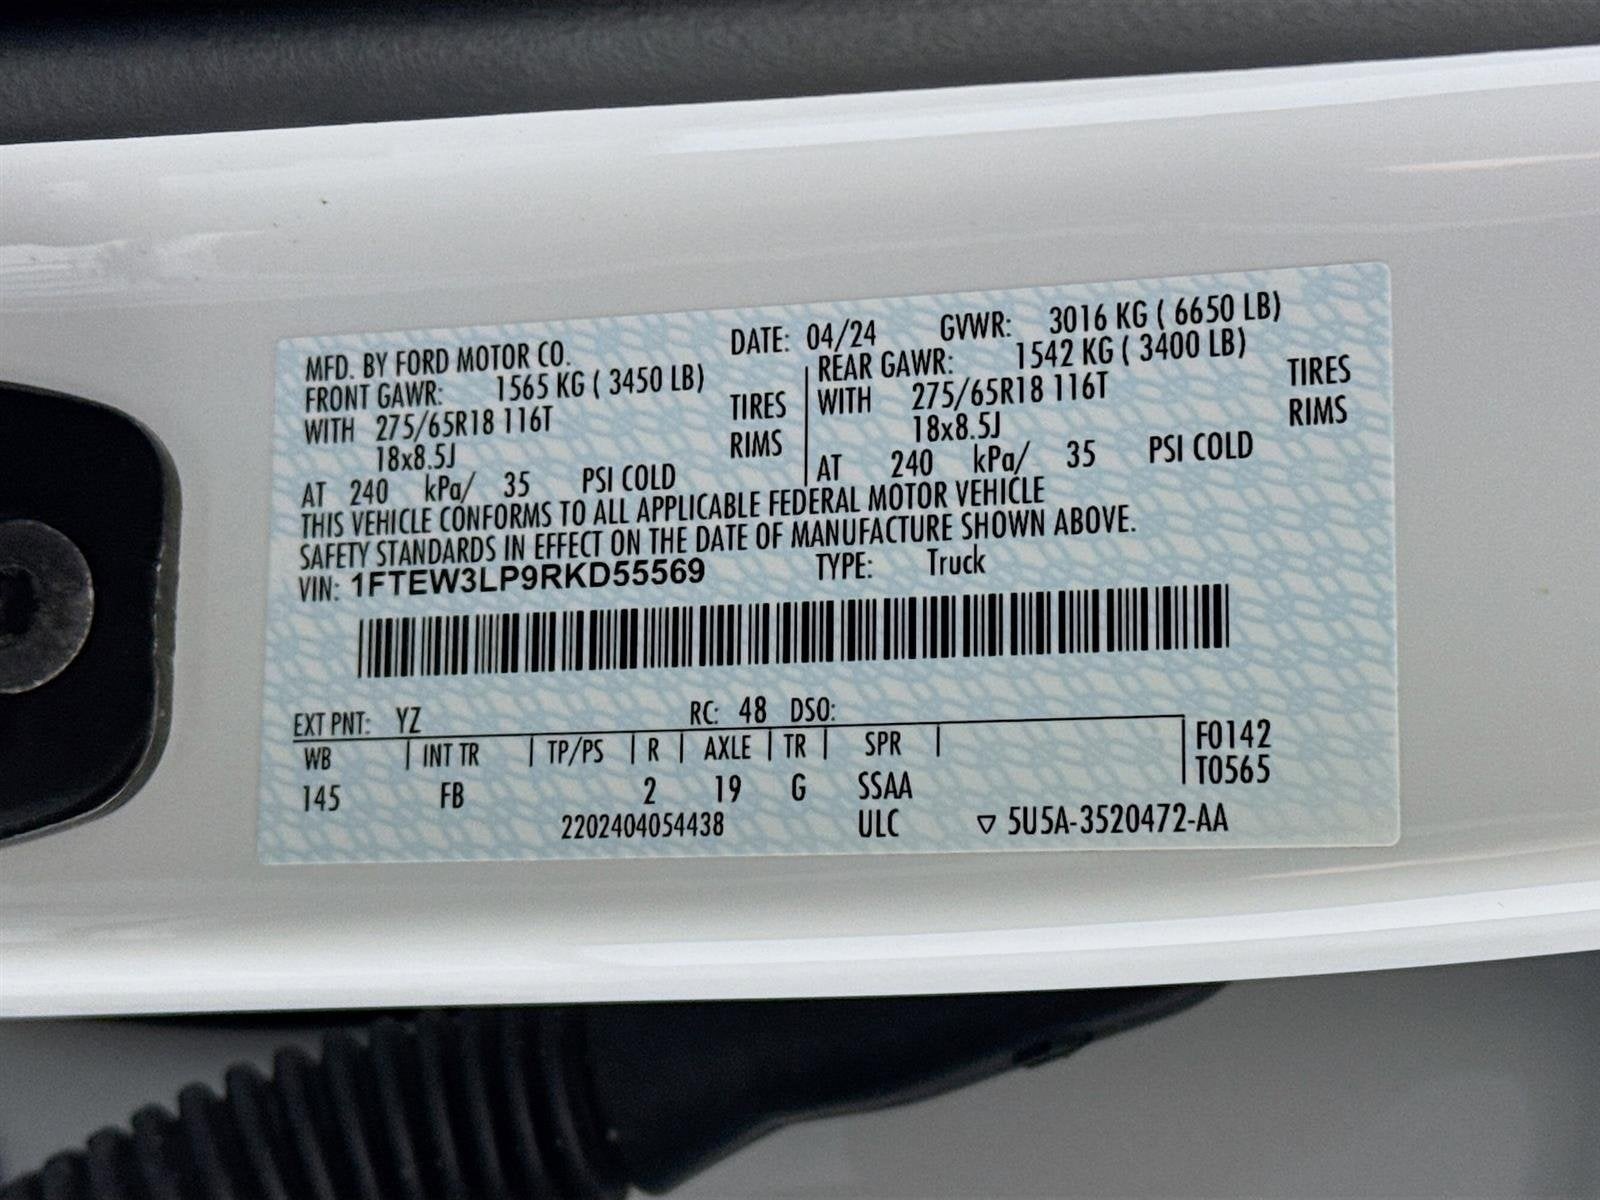 MFD. BY FORD MOTOR CO. DATE: 04/24 GVWR: 3016 KG ( 6650 LB)
FRONT GAWR: 1565 KG ( 3450 LB) REAR GAWR: 1542 KG ( 3400 LB)
WITH 275/65R18 116T TIRES WITH 275/65R18 116T TIRES
18x8.5J RIMS 18x8.5J RIMS
AT 240 kPa/ 35 PSI COLD AT 240 kPa/ 35 PSI COLD
THIS VEHICLE CONFORMS TO ALL APPLICABLE FEDERAL MOTOR VEHICLE
SAFETY STANDARDS IN EFFECT ON THE DATE OF MANUFACTURE SHOWN ABOVE.
VIN: 1FTEW3LP9RKD55569 TYPE: Truck
EXT PNT: YZ RC: 48 DSO:
WB INT TR TP/PS R AXLE TR SPR F0142
145 FB 2 19 G SSAA T0565
2202404054438 ULC ▽ 5U5A-3520472-AA